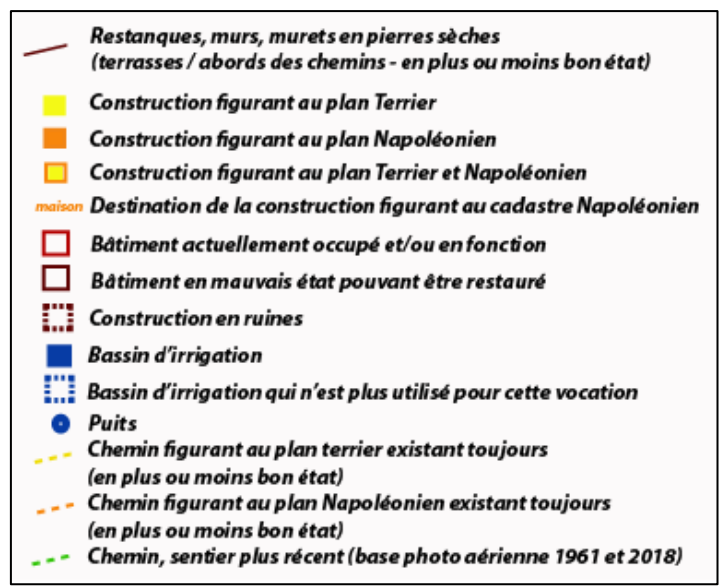 Restanques, murs, murets en pierres sèches
(terrasses / abords des chemins - en plus ou moins bon état)
Construction figurant au plan Terrier
Construction figurant au plan Napoléonien
Construction figurant au plan Terrier et Napoléonien
maison Destination de la construction figurant au cadastre Napoléonien
Bâtiment actuellement occupé et/ou en fonction
Bâtiment en mauvais état pouvant être restauré
Construction en ruines
Bassin d'irrigation
Bassin d'irrigation qui n'est plus utilisé pour cette vocation
Puits
Chemin figurant au plan terrier existant toujours
(en plus ou moins bon état)
Chemin figurant au plan Napoléonien existant toujours
(en plus ou moins bon état)
Chemin, sentier plus récent (base photo aérienne 1961 et 2018)